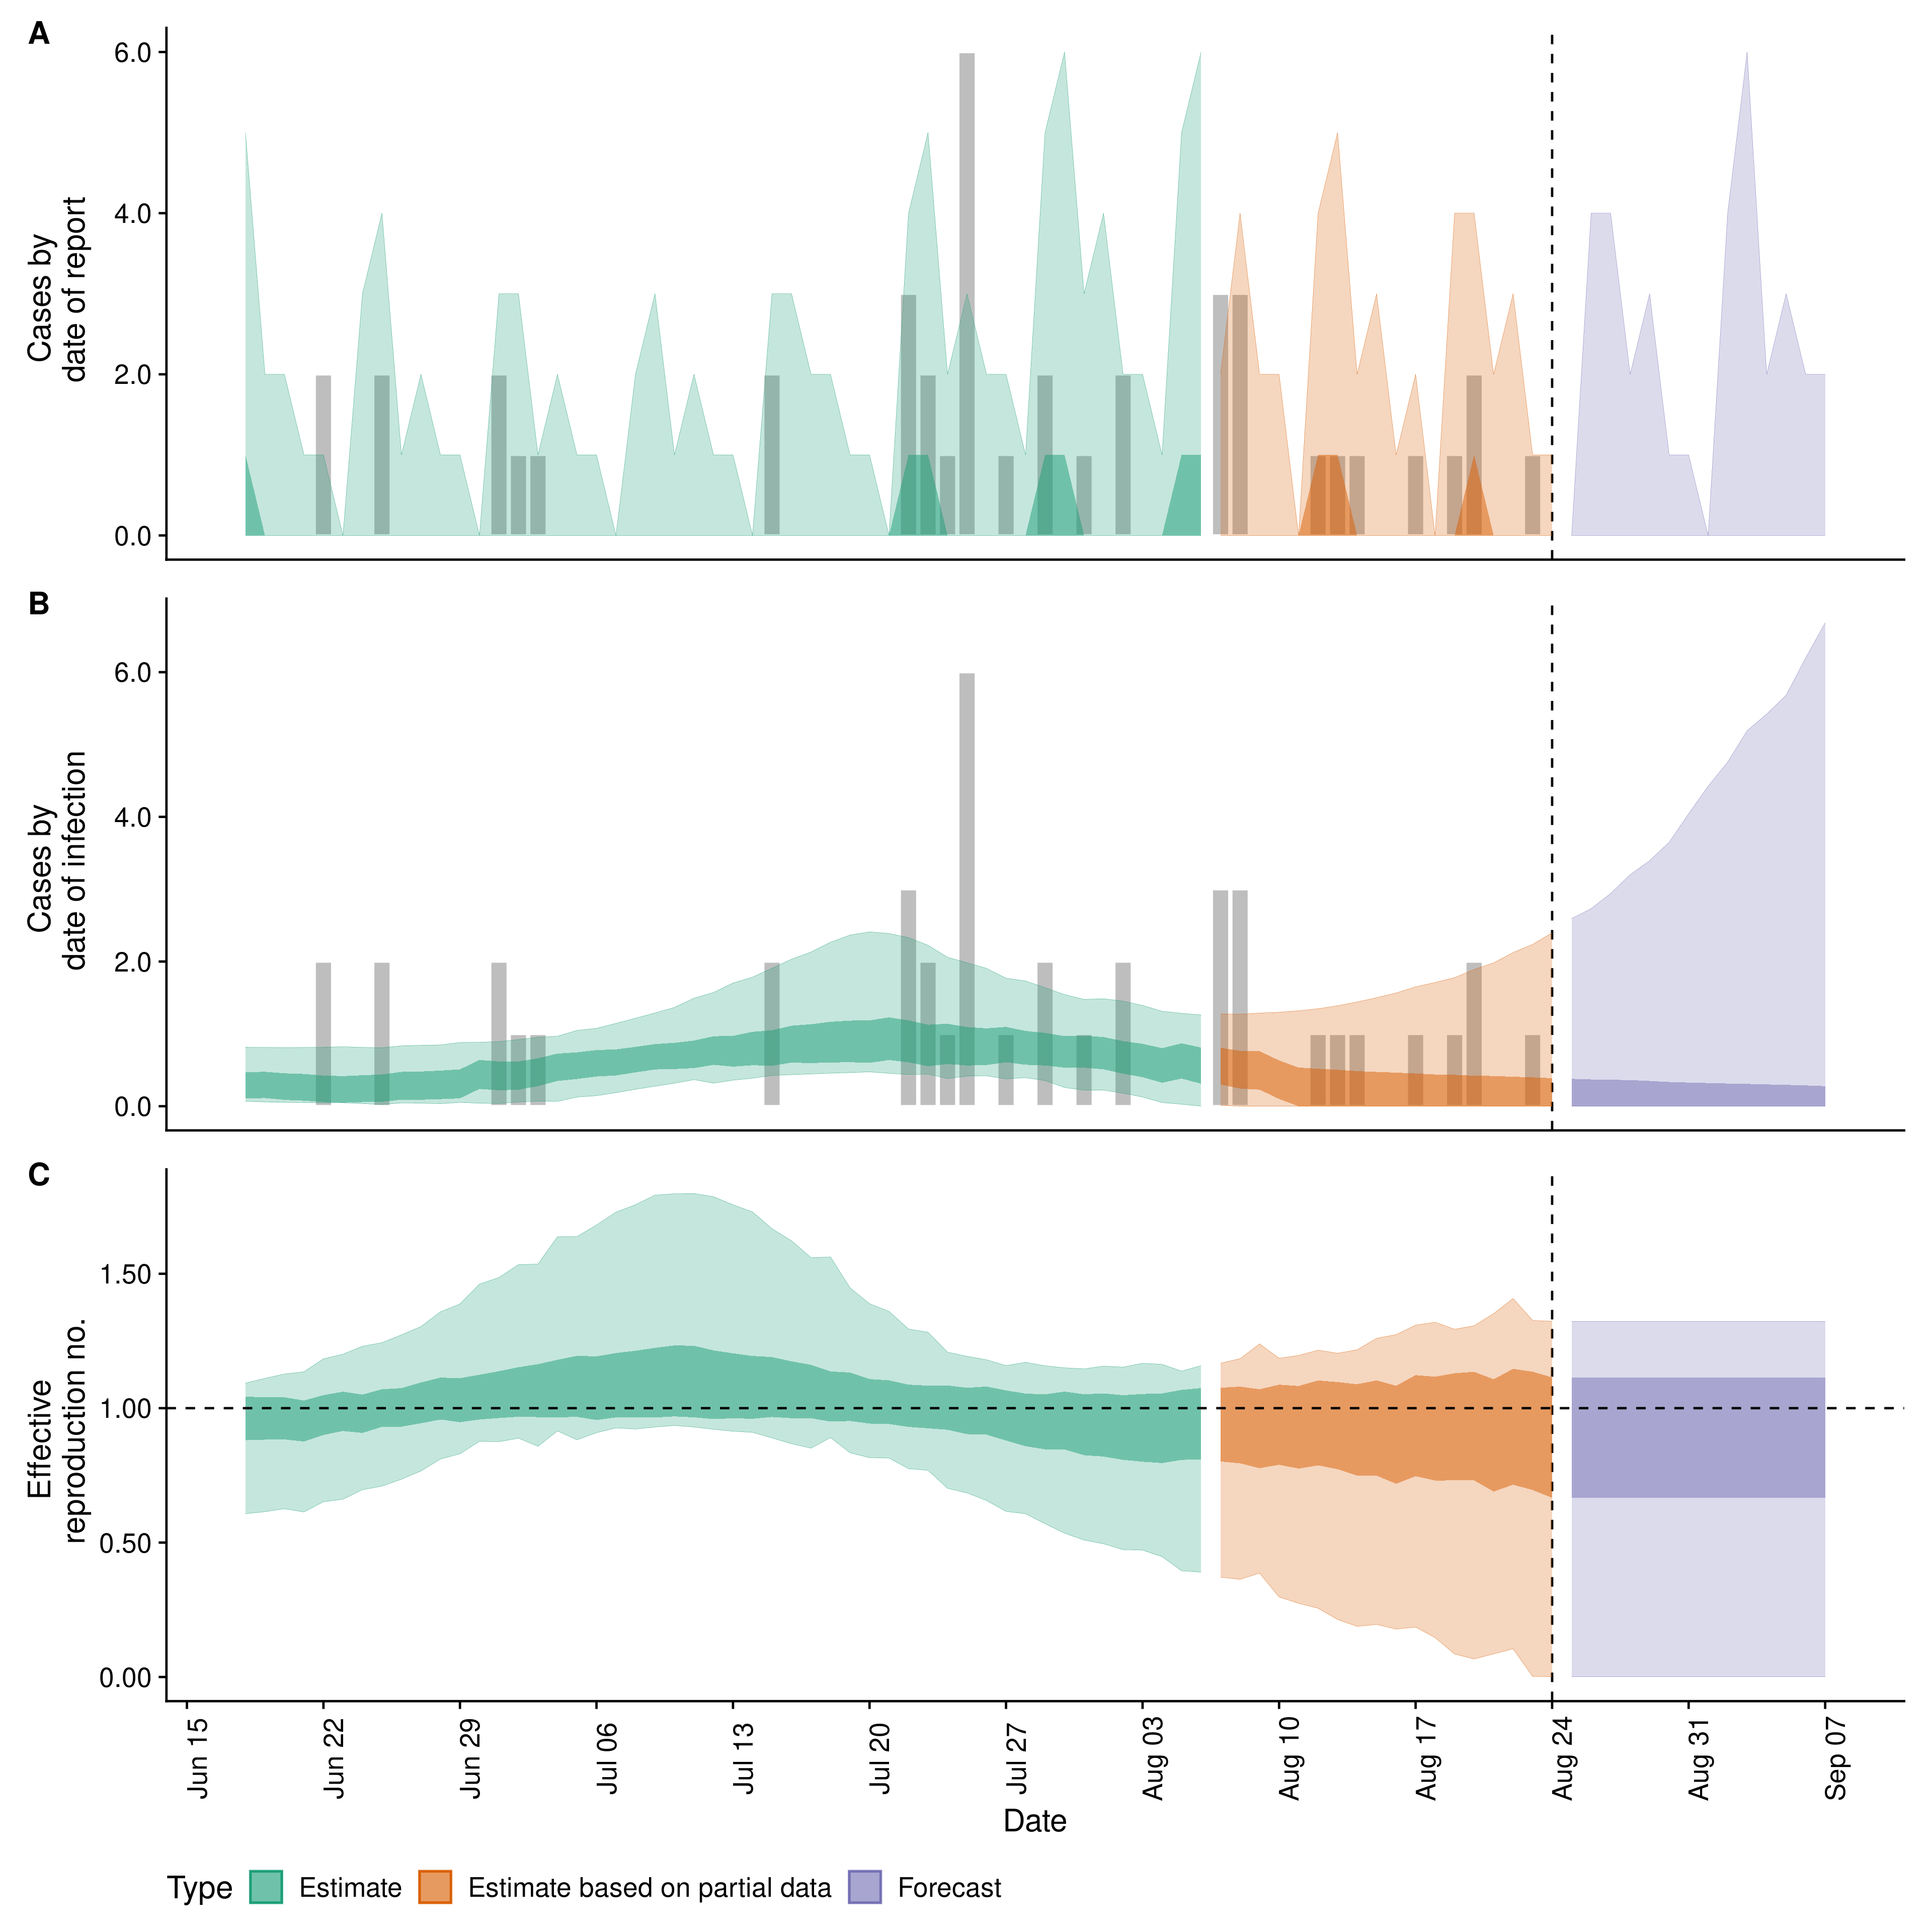 A
6.0
4.0
2.0
0.0
Cases by
date of report
B
6.0
4.0
2.0
0.0
Cases by
date of infection
C
1.50
1.00
0.50
0.00
Effective
reproduction no.
Jun 15
Jun 22
Jun 29
Jul 06
Jul 13
Jul 20
Jul 27
Aug 03
Aug 10
Aug 17
Aug 24
Aug 31
Sep 07
Date
Type Estimate Estimate based on partial data Forecast